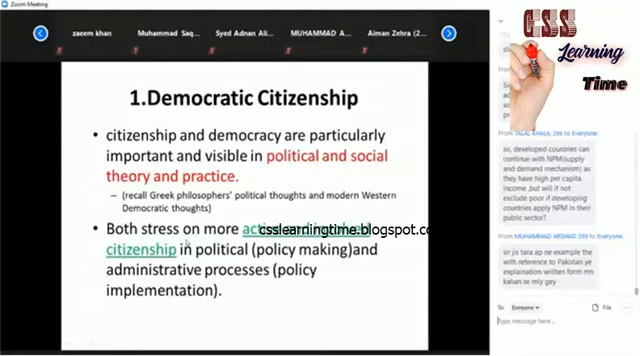 Zoom Meeting
zaeem khan
Muhammad Saq...
Syed Adnan Ali...
MUHAMMAD A...
Aiman Zehra (2...
CSS
Learning
Time
1.Democratic Citizenship
• citizenship and democracy are particularly
important and visible in political and social
theory and practice.
– (recall Greek philosophers' political thoughts and modern Western
Democratic thoughts)
• Both stress on more
csslearningtime.blogspot.co
citizenship in political (policy making)and
administrative processes (policy
implementation).
to Everyone:
sir, developed countries can
continue with NPM(supply
and demand mechanism) as
they have high per capita
income ,but will it not
exclude poor if developing
countries apply NPM in their
public sector?
From MUHAMMAD ARSHAD 269 to Everyone:
sir jis tara ap ne example the
with reference to Pakistan ye
explaination written form mn
kahan se mly gey
To:
Everyone
File
Type message here...